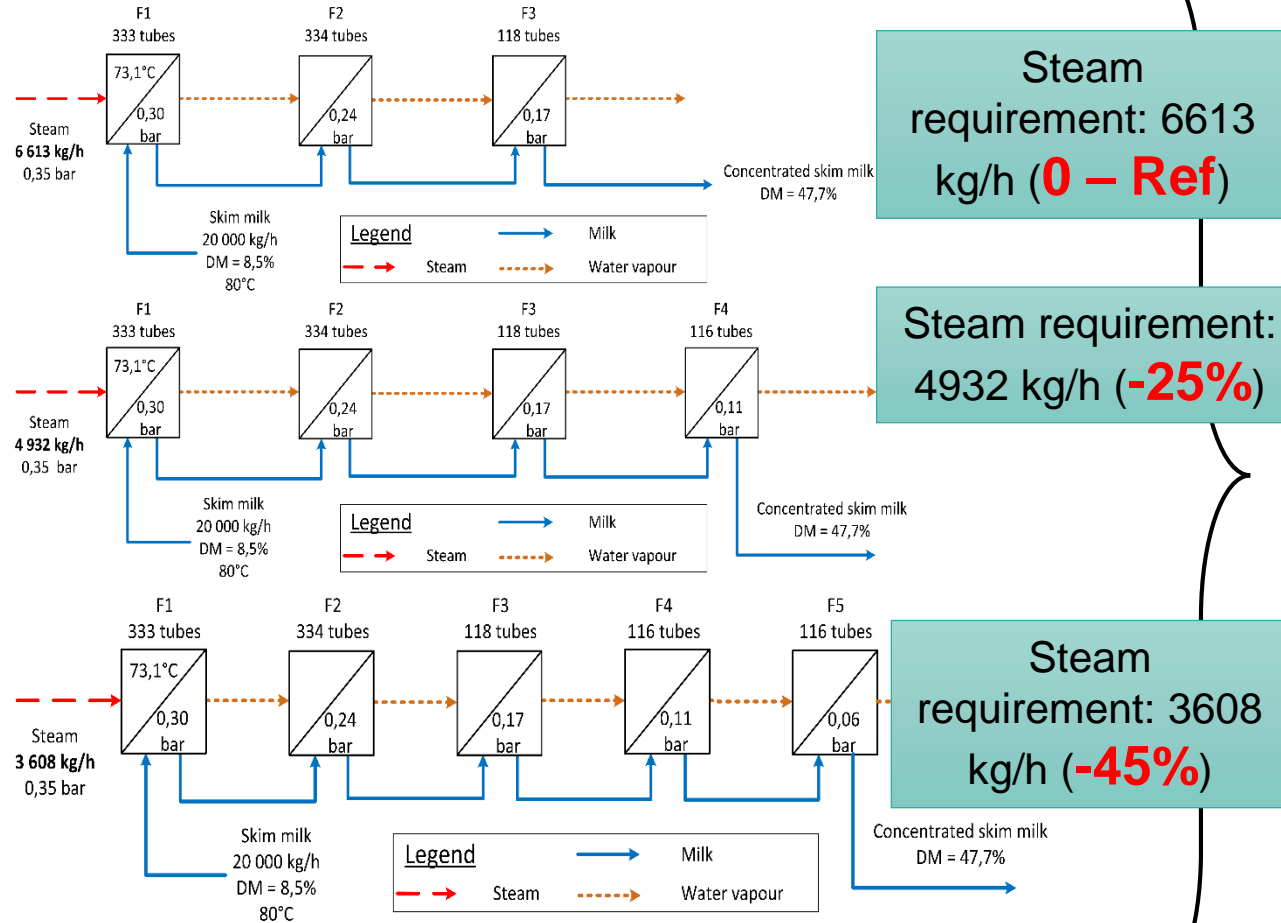 F1
333 tubes
F2
334 tubes
F3
118 tubes
73,1°C
0,30
bar
0,24
bar
0,17
bar
Steam
6 613 kg/h
0,35 bar
Skim milk
20 000 kg/h
DM = 8,5%
80°C
Concentrated skim milk
DM = 47,7%
Legend
Milk
Steam
Water vapour
Steam
requirement: 6613
kg/h (0 – Ref)
F1
333 tubes
F2
334 tubes
F3
118 tubes
F4
116 tubes
73,1°C
0,30
bar
0,24
bar
0,17
bar
0,11
bar
Steam
4 932 kg/h
0,35 bar
Skim milk
20 000 kg/h
DM = 8,5%
80°C
Concentrated skim milk
DM = 47,7%
Legend
Milk
Steam
Water vapour
Steam requirement:
4932 kg/h (-25%)
F1
333 tubes
F2
334 tubes
F3
118 tubes
F4
116 tubes
F5
116 tubes
73,1°C
0,30
bar
0,24
bar
0,17
bar
0,11
bar
0,06
bar
Steam
3 608 kg/h
0,35 bar
Skim milk
20 000 kg/h
DM = 8,5%
80°C
Concentrated skim milk
DM = 47,7%
Legend
Milk
Steam
Water vapour
Steam
requirement: 3608
kg/h (-45%)